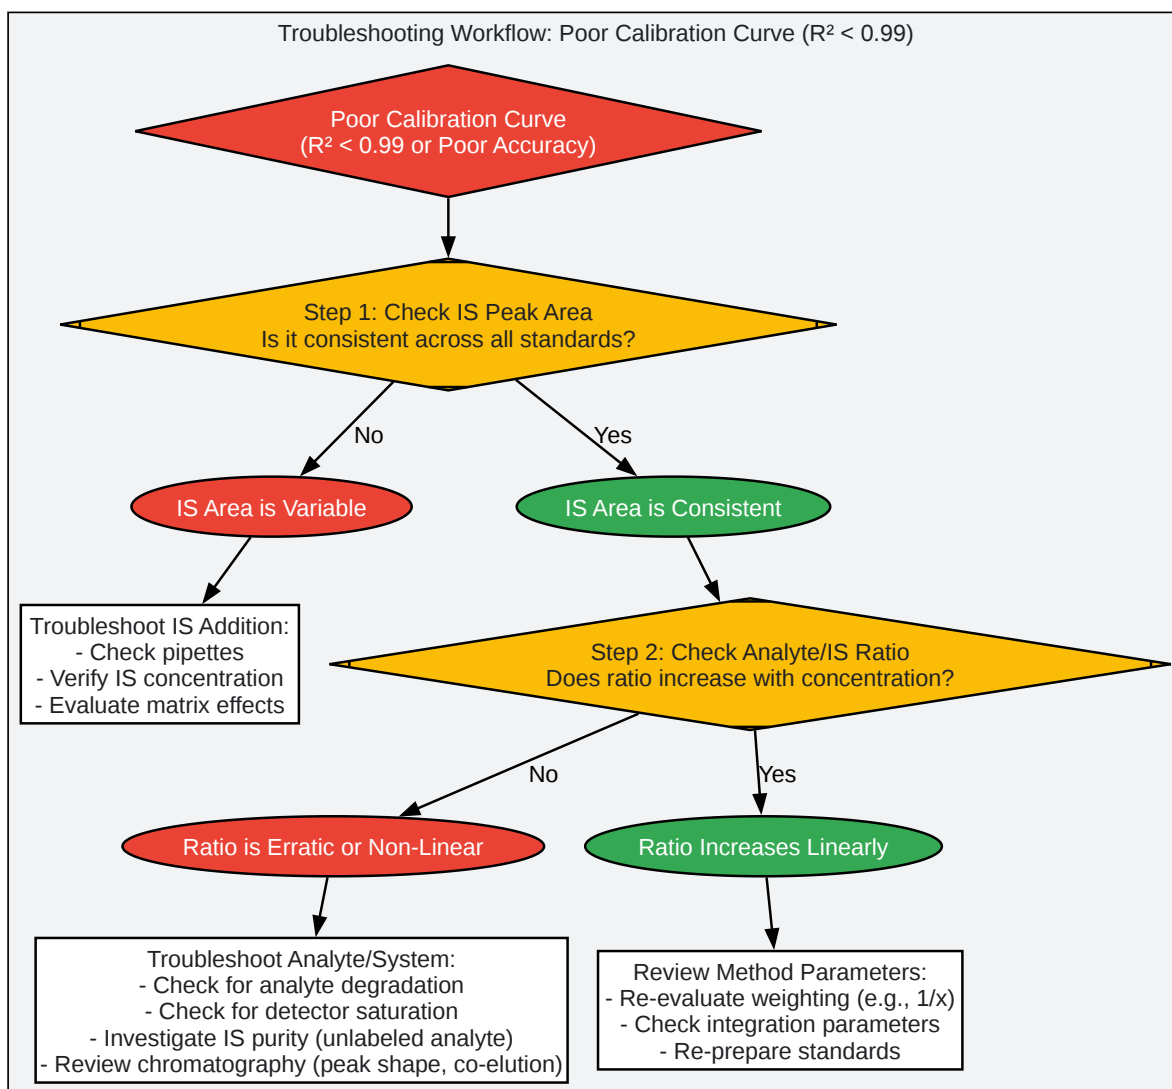 Troubleshooting Workflow: Poor Calibration Curve (R² < 0.99)
Poor Calibration Curve
(R² < 0.99 or Poor Accuracy)
Step 1: Check IS Peak Area
Is it consistent across all standards?
No
Yes
IS Area is Variable
IS Area is Consistent
Troubleshoot IS Addition:
- Check pipettes
- Verify IS concentration
- Evaluate matrix effects
Step 2: Check Analyte/IS Ratio
Does ratio increase with concentration?
No
Yes
Ratio is Erratic or Non-Linear
Ratio Increases Linearly
Troubleshoot Analyte/System:
- Check for analyte degradation
- Check for detector saturation
- Investigate IS purity (unlabeled analyte)
- Review chromatography (peak shape, co-elution)
Review Method Parameters:
- Re-evaluate weighting (e.g., 1/x)
- Check integration parameters
- Re-prepare standards